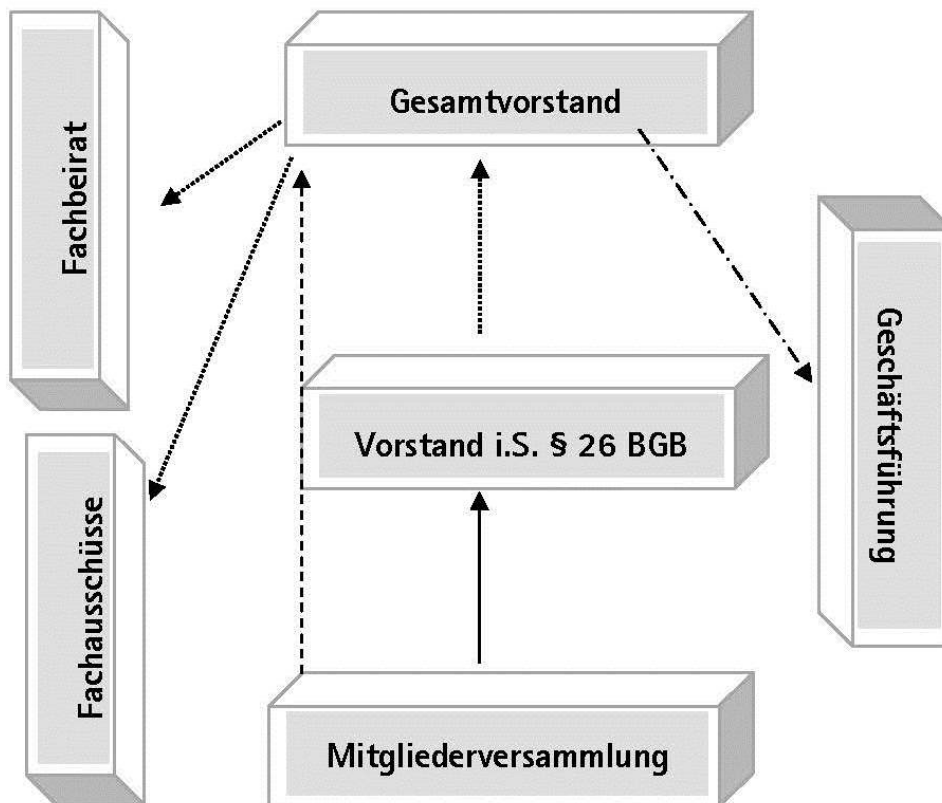 Gesamtvorstand
Fachbeirat
Geschäftsführung
Vorstand i.S. § 26 BGB
Fachausschüsse
Mitgliederversammlung